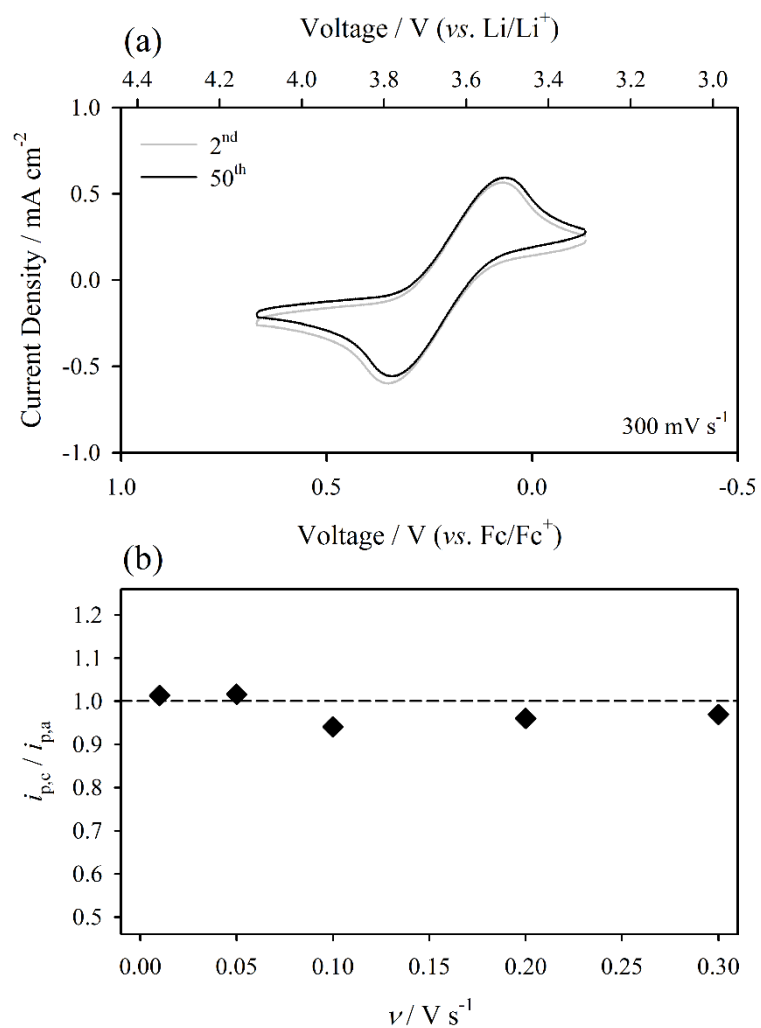 (a)
Voltage / V (vs. Li/Li⁺)
4.4 4.2 4.0 3.8 3.6 3.4 3.2 3.0
Current Density / mA cm⁻²
1.0
0.5
0.0
-0.5
-1.0
2ⁿᵈ
50ᵗʰ
300 mV s⁻¹
1.0 0.5 0.0 -0.5
Voltage / V (vs. Fc/Fc⁺)
(b)
i p,c / i p,a
1.2
1.1
1.0
0.9
0.8
0.7
0.6
0.5
0.00 0.05 0.10 0.15 0.20 0.25 0.30
ν / V s⁻¹